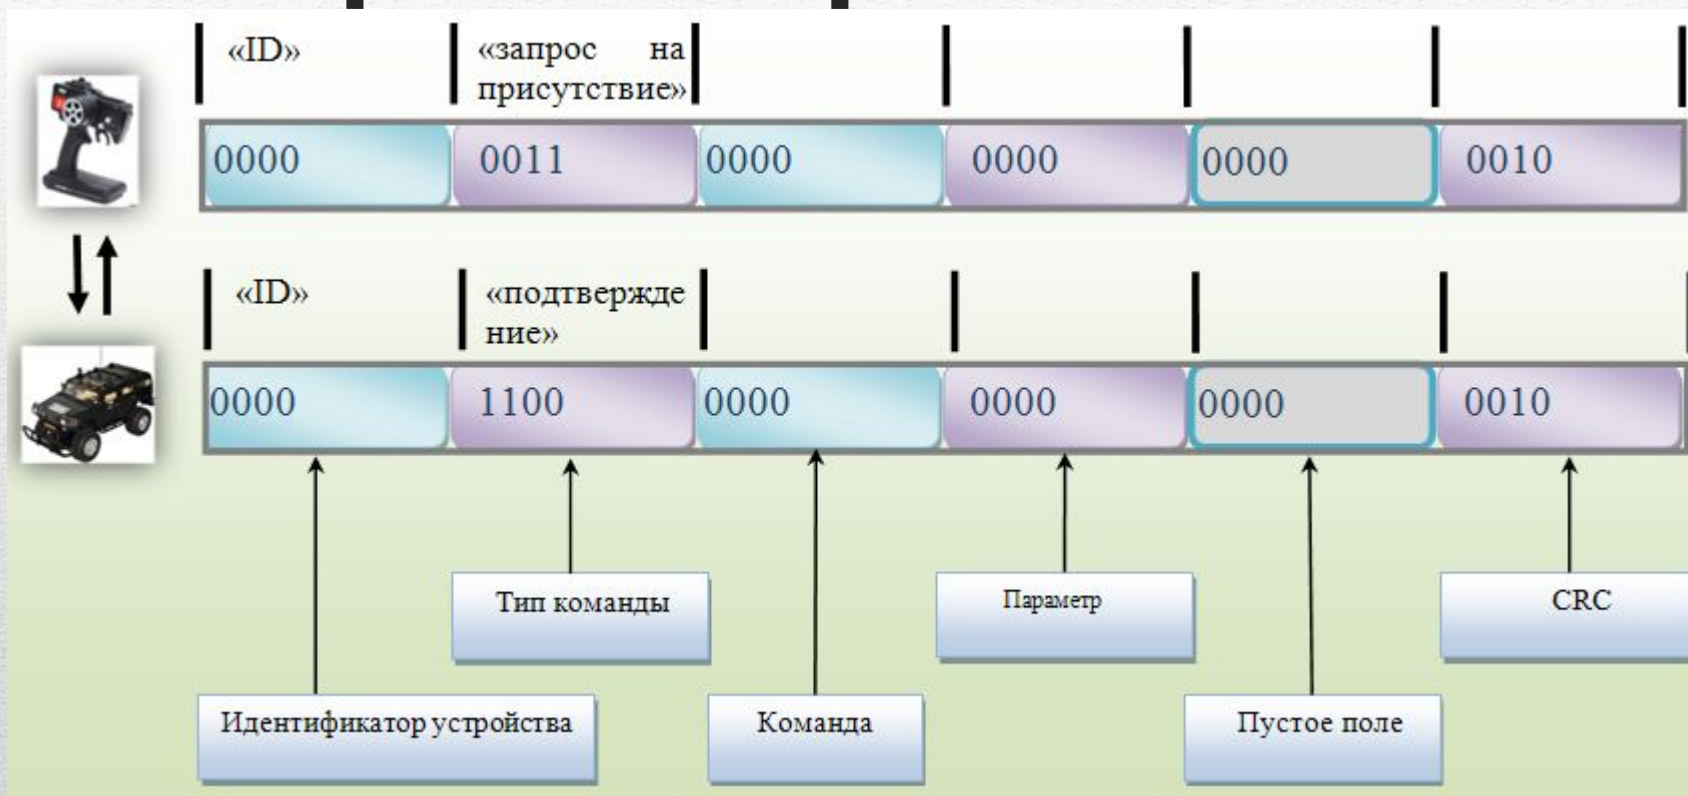 «ID» «запрос на
присутствие»
0000 0011 0000 0000 0000 0010
«ID» «подтвержде
ние»
0000 1100 0000 0000 0000 0010
Тип команды Параметр CRC
Идентификатор устройства Команда Пустое поле